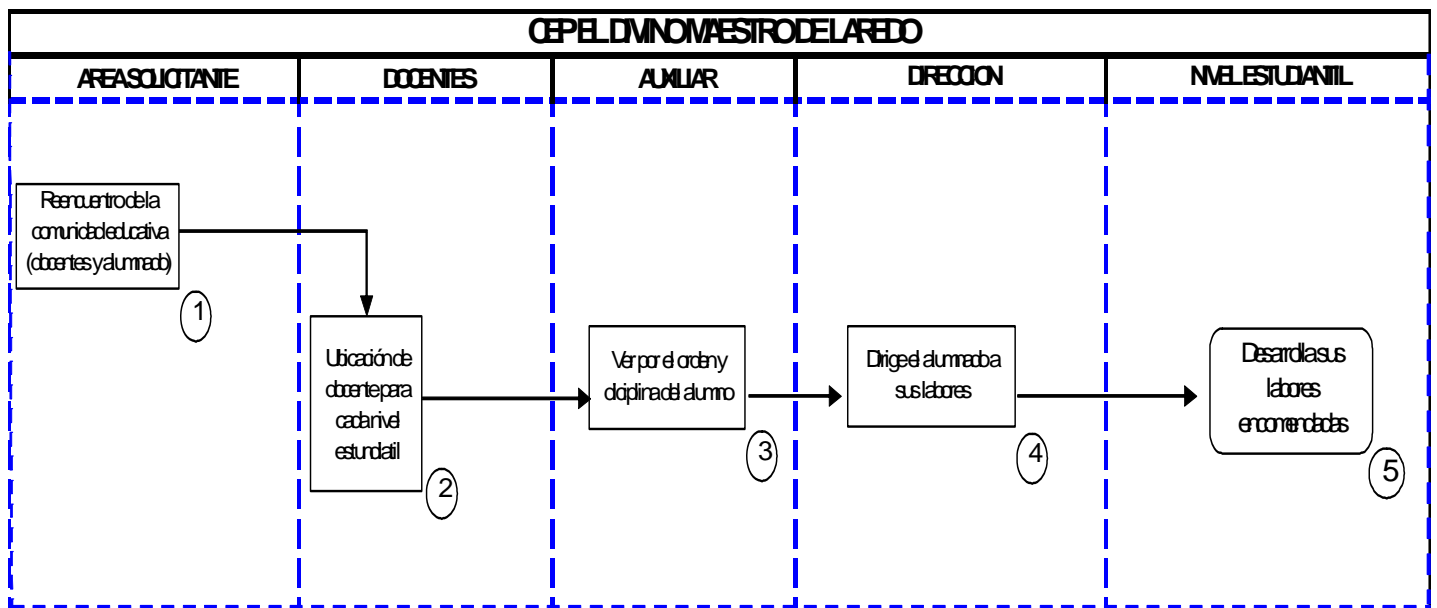 CEP EL DIVINO MAESTRO DE LAREDO
AREA SOLICITANTE
DOCENTES
AUXILIAR
DIRECCION
NIVEL ESTUDIANTIL
Reencuentro de la
comunidad educativa
(docentes y alumnado)
1
Ubicación de
docente para
cada nivel
estundiatil
2
Ver por el orden y
diciplina del alumno
3
Dirige el alumnado a
sus labores
4
Desarrolla sus
labores
encomendadas
5